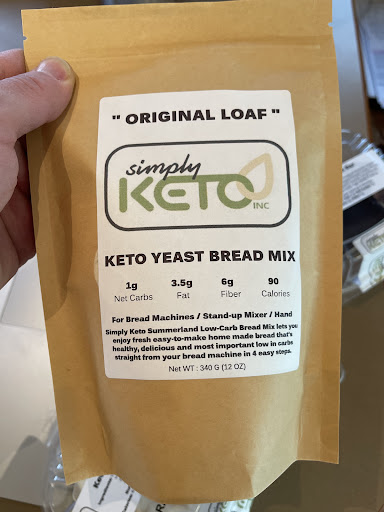 " ORIGINAL LOAF "
simply
KETO
INC
KETO YEAST BREAD MIX
1g 3.5g 6g 90
Net Carbs Fat Fiber Calories
For Bread Machines / Stand-up Mixer / Hand
Simply Keto Summerland Low-Carb Bread Mix lets you
enjoy fresh easy-to-make home made bread that's
healthy, delicious and most important low in carbs
straight from your bread machine in 4 easy steps.
Net WT : 340 G (12 OZ)